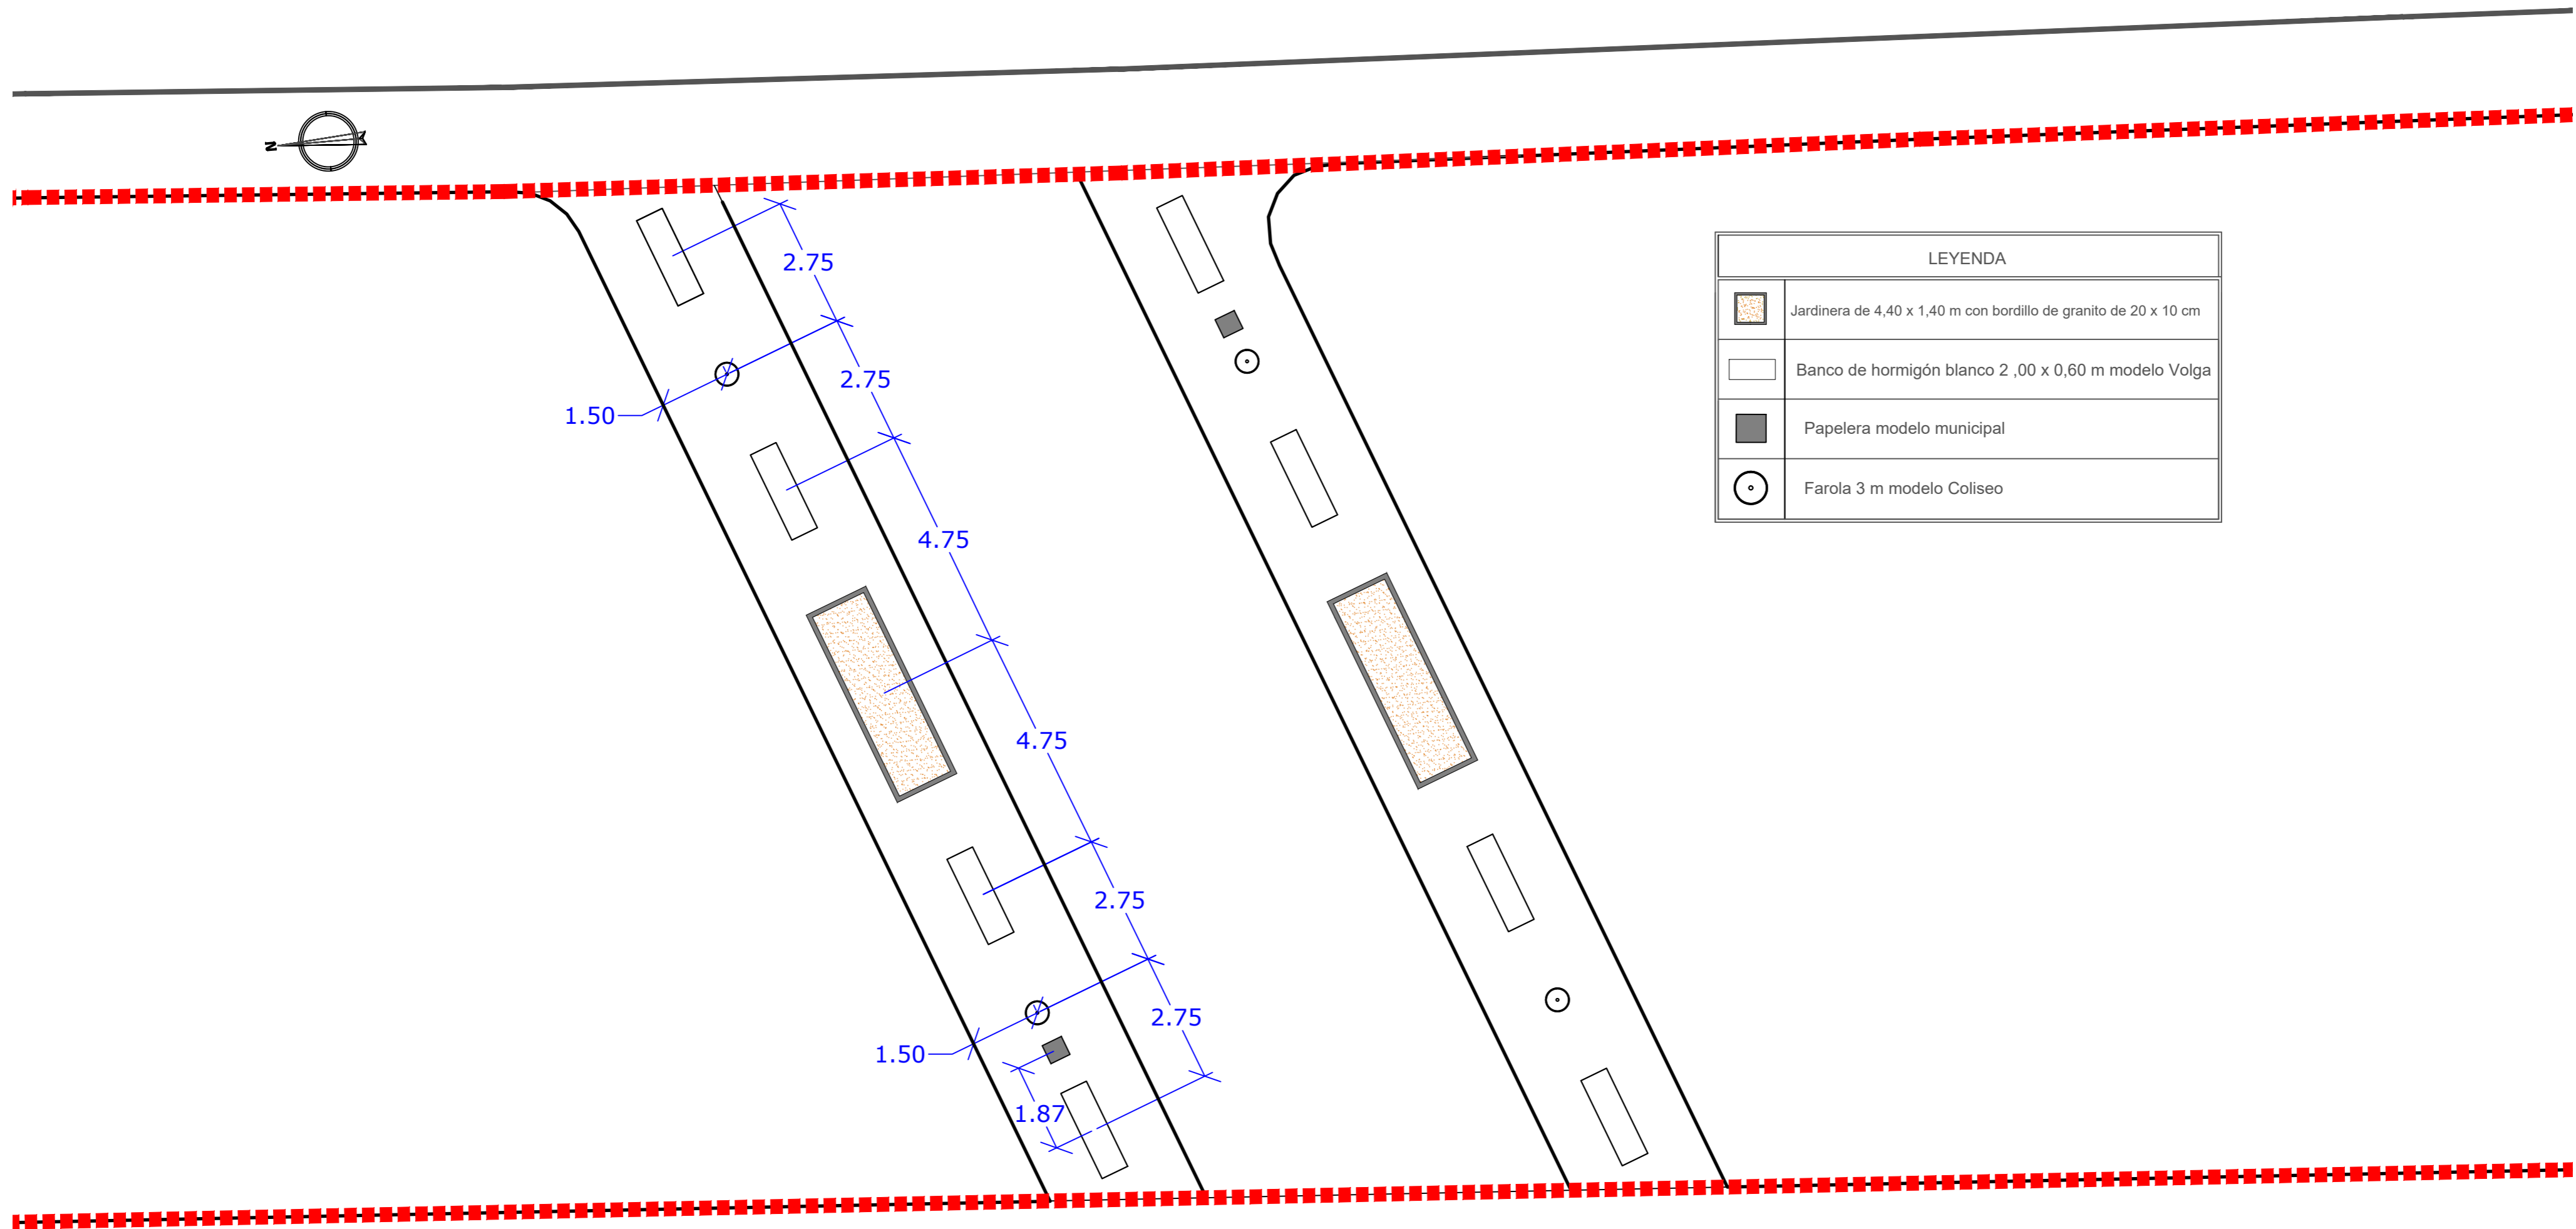 N
2.75
2.75
1.50
4.75
4.75
2.75
2.75
1.50
1.87
LEYENDA
Jardinera de 4,40 x 1,40 m con bordillo de granito de 20 x 10 cm
Banco de hormigón blanco 2 ,00 x 0,60 m modelo Volga
Papelera modelo municipal
Farola 3 m modelo Coliseo